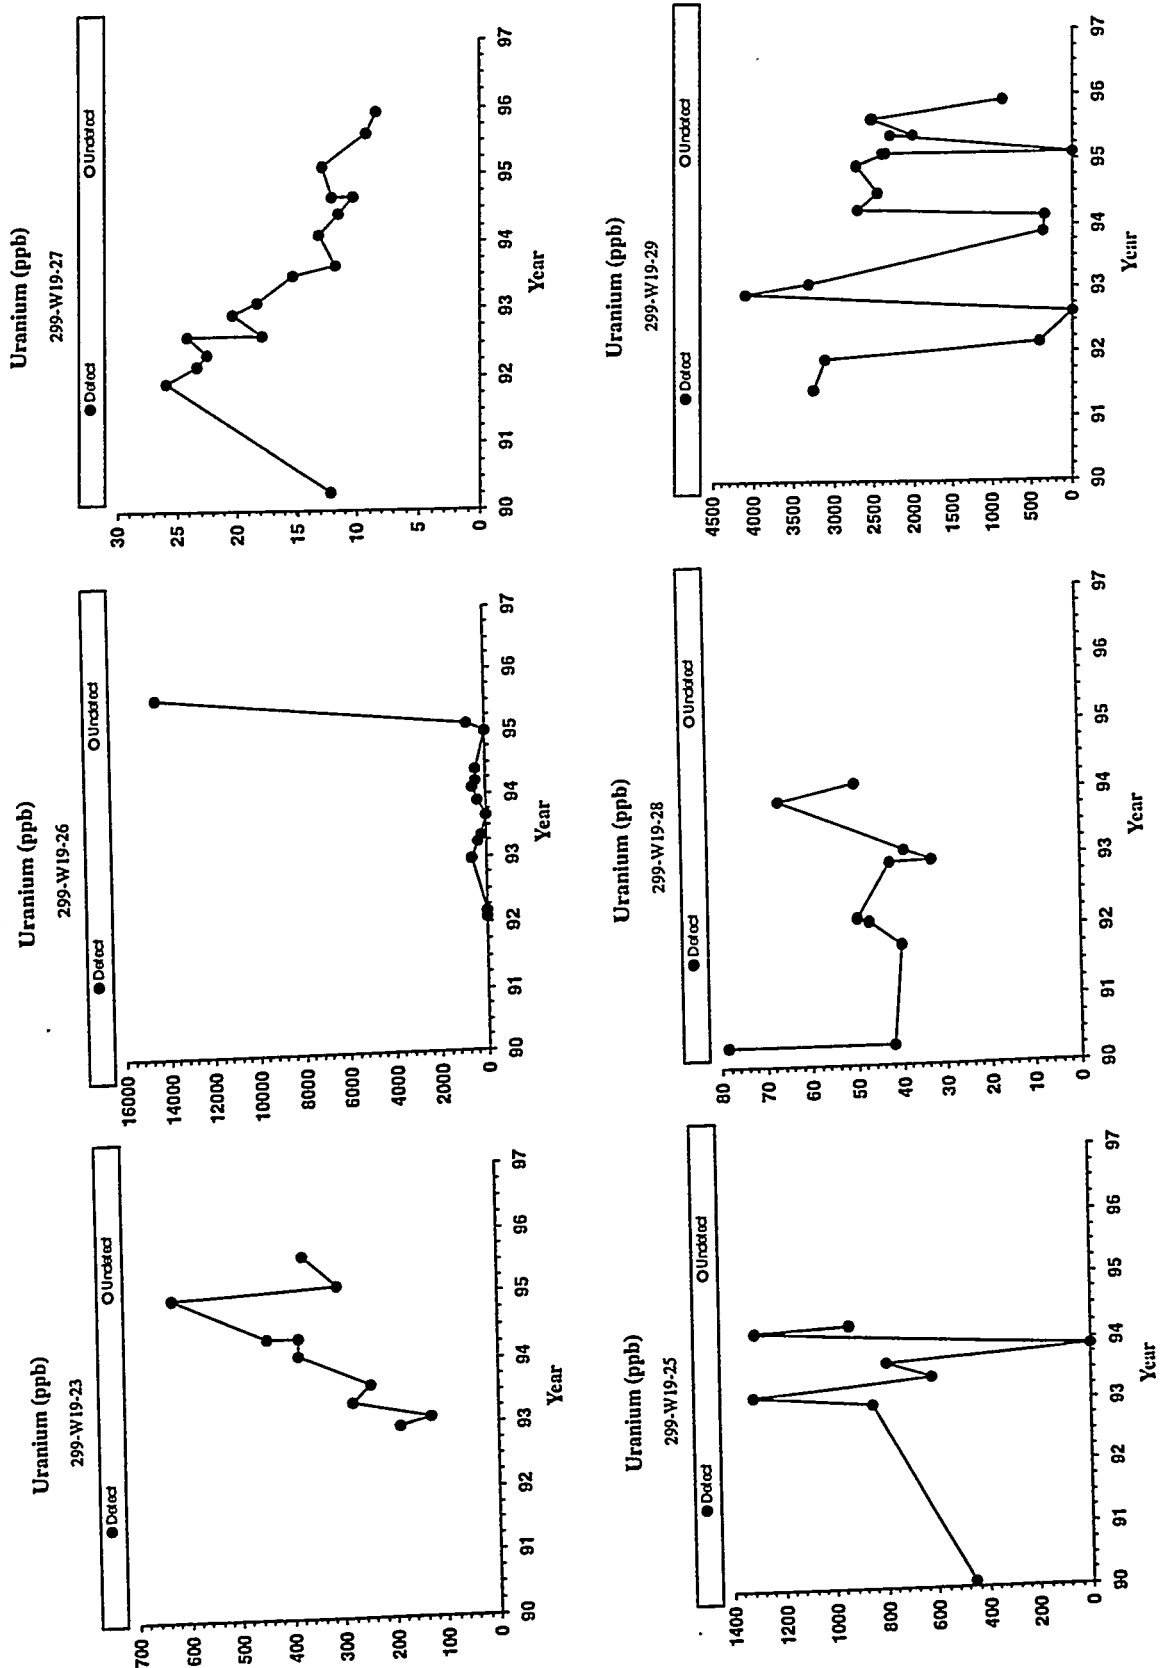 Uranium (ppb)
299-W19-23
Detect Undetect
700
600
500
400
300
200
100
0
90 91 92 93 94 95 96 97
Year
Uranium (ppb)
299-W19-26
Detect Undetect
16000
14000
12000
10000
8000
6000
4000
2000
0
90 91 92 93 94 95 96 97
Year
Uranium (ppb)
299-W19-27
Detect Undetect
30
25
20
15
10
5
0
90 91 92 93 94 95 96 97
Year
Uranium (ppb)
299-W19-25
Detect Undetect
1400
1200
1000
800
600
400
200
0
90 91 92 93 94 95 96 97
Year
Uranium (ppb)
299-W19-28
Detect Undetect
80
70
60
50
40
30
20
10
0
90 91 92 93 94 95 96 97
Year
Uranium (ppb)
299-W19-29
Detect Undetect
4500
4000
3500
3000
2500
2000
1500
1000
500
0
90 91 92 93 94 95 96 97
Year